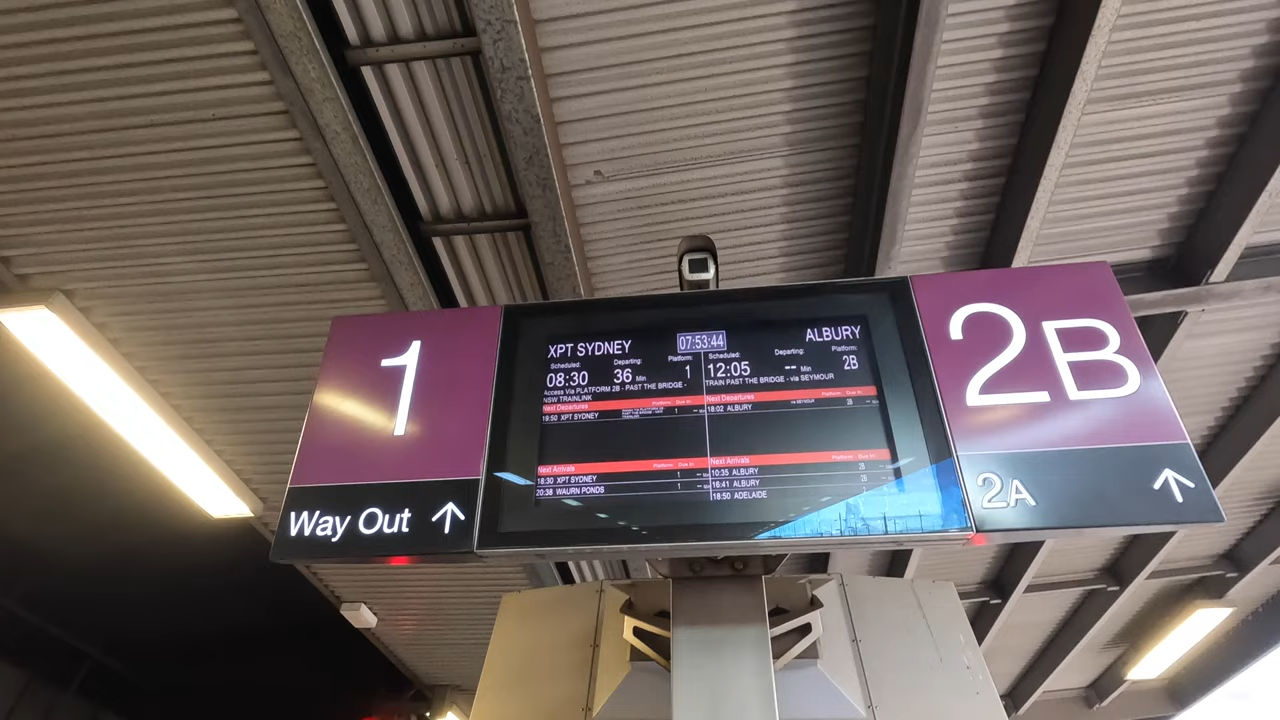 1
Way Out ↑
XPT SYDNEY
Scheduled: Departing: Platform:
08:30 36 Min 1
Access Via PLATFORM 2B - PAST THE BRIDGE -
NSW TRAINLINK
Next Departures Platform: Due in:
19:50 XPT SYDNEY 1 -- Min
Next Arrivals Platform: Due in:
18:30 XPT SYDNEY 1 -- Min
20:38 WAURN PONDS 1 -- Min
07:53:44
ALBURY
Scheduled: Departing: Platform:
12:05 -- Min 2B
TRAIN PAST THE BRIDGE - via SEYMOUR
Next Departures Platform: Due in:
18:02 ALBURY via SEYMOUR 2B --
Next Arrivals Platform: Due in:
10:35 ALBURY 2B --
16:41 ALBURY 2B --
18:50 ADELAIDE
2B
2A ↑